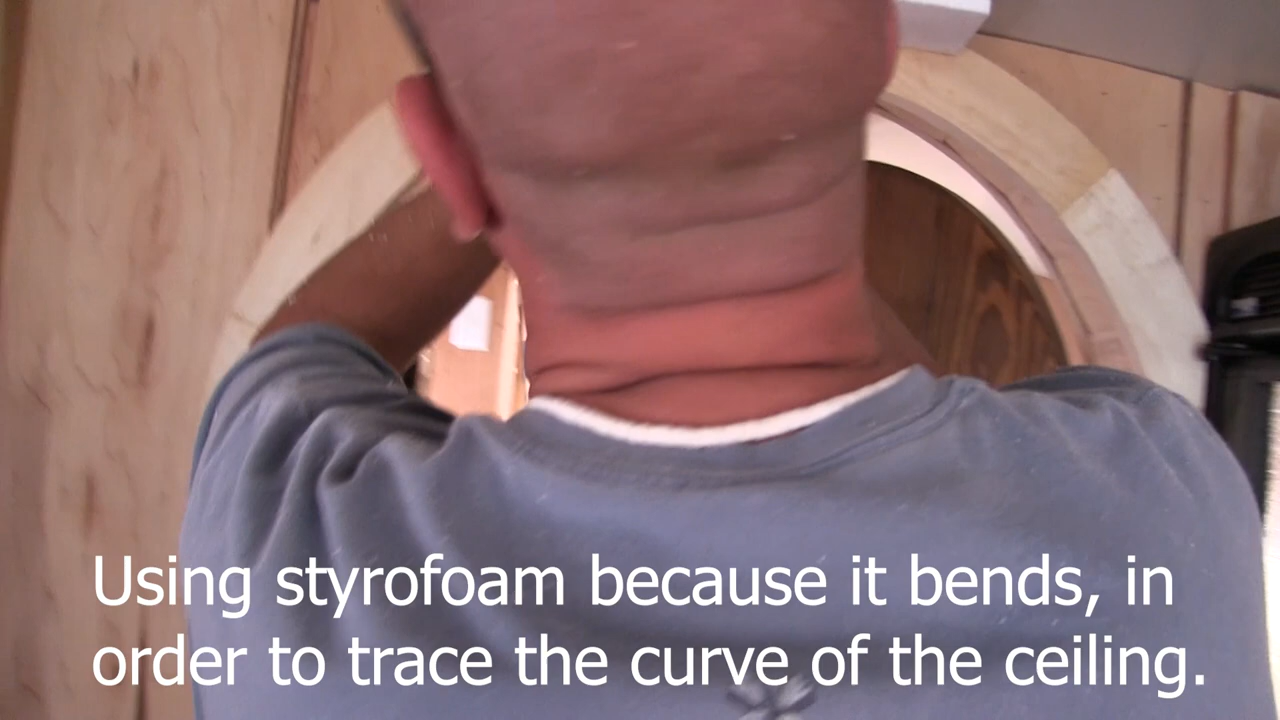 Using styrofoam because it bends, in
order to trace the curve of the ceiling.